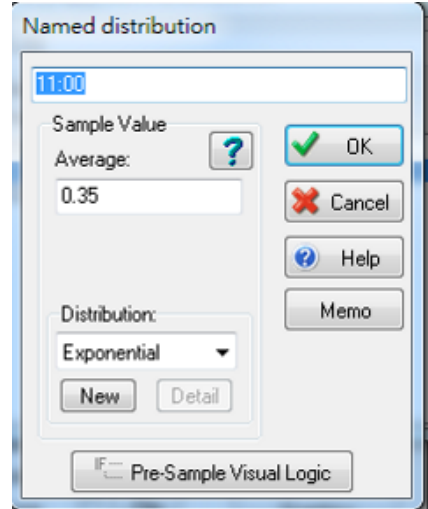 Named distribution
11:00
Sample Value
Average:
?
OK
0.35
Cancel
Help
Distribution:
Memo
Exponential
New
Detail
IF Pre-Sample Visual Logic